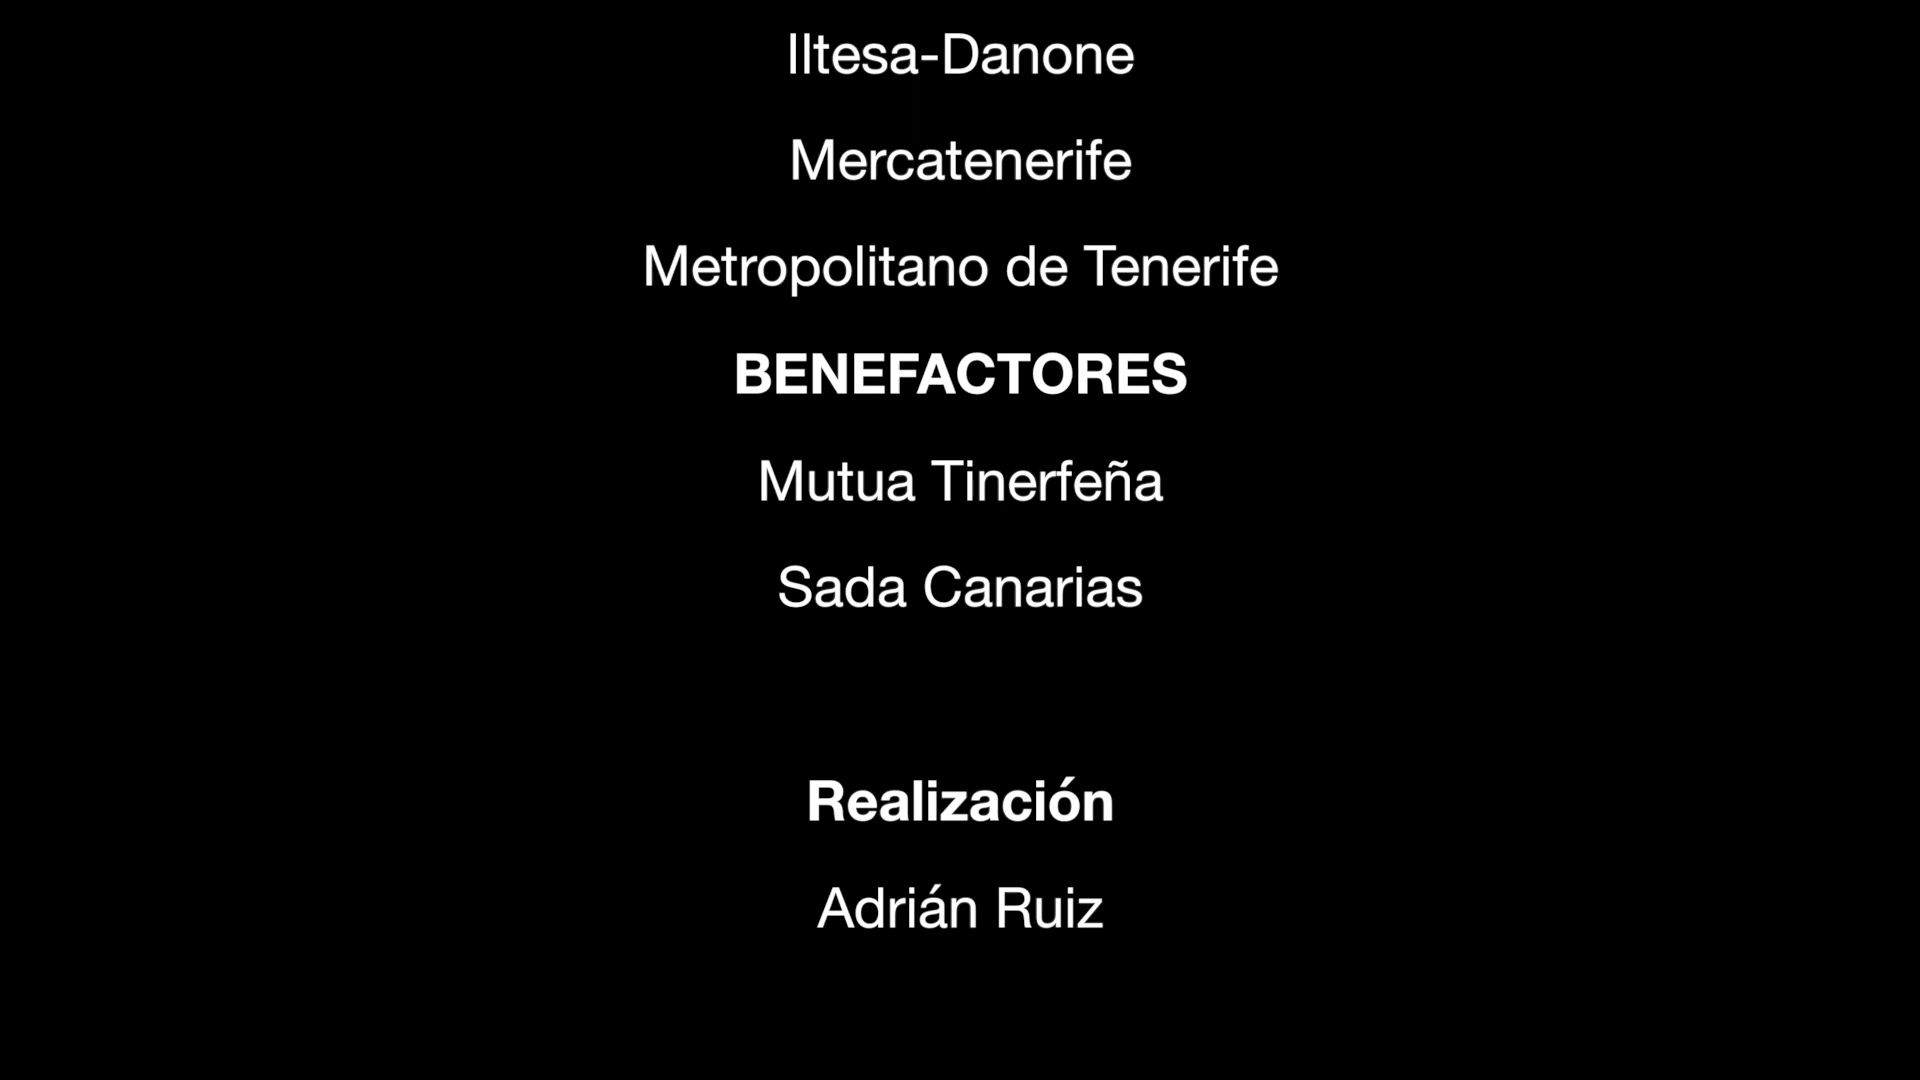 Iltesa-Danone
Mercatenerife
Metropolitano de Tenerife
BENEFACTORES
Mutua Tinerfeña
Sada Canarias
Realización
Adrián Ruiz